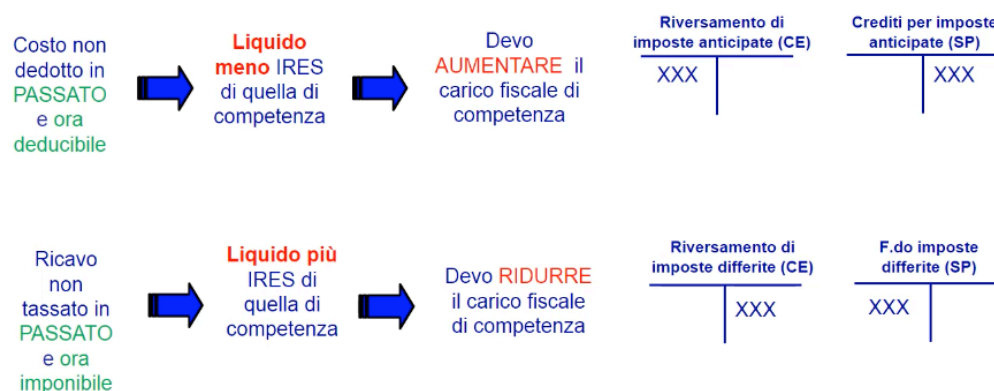 Costo non
dedotto in
PASSATO
e ora
deducibile
Liquido
meno IRES
di quella di
competenza
Devo
AUMENTARE il
carico fiscale di
competenza
Riversamento di
imposte anticipate (CE)
XXX
Crediti per imposte
anticipate (SP)
XXX
Ricavo
non
tassato in
PASSATO
e ora
imponibile
Liquido più
IRES di
quella di
competenza
Devo RIDURRE
il carico fiscale
di competenza
Riversamento di
imposte differite (CE)
XXX
F.do imposte
differite (SP)
XXX